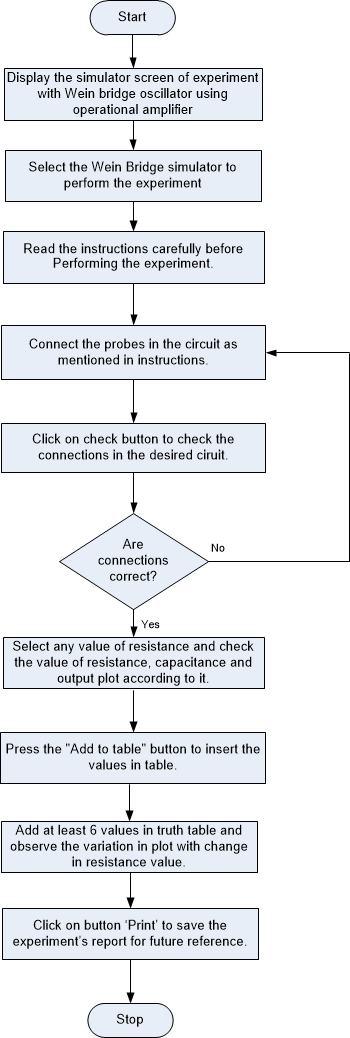 Start
Display the simulator screen of experiment
with Wein bridge oscillator using
operational amplifier
Select the Wein Bridge simulator to
perform the experiment
Read the instructions carefully before
Performing the experiment.
Connect the probes in the circuit as
mentioned in instructions.
Click on check button to check the
connections in the desired ciruit.
Are
connections
correct?
No
Yes
Select any value of resistance and check
the value of resistance, capacitance and
output plot according to it.
Press the "Add to table" button to insert the
values in table.
Add at least 6 values in truth table and
observe the variation in plot with change
in resistance value.
Click on button ‘Print’ to save the
experiment’s report for future reference.
Stop